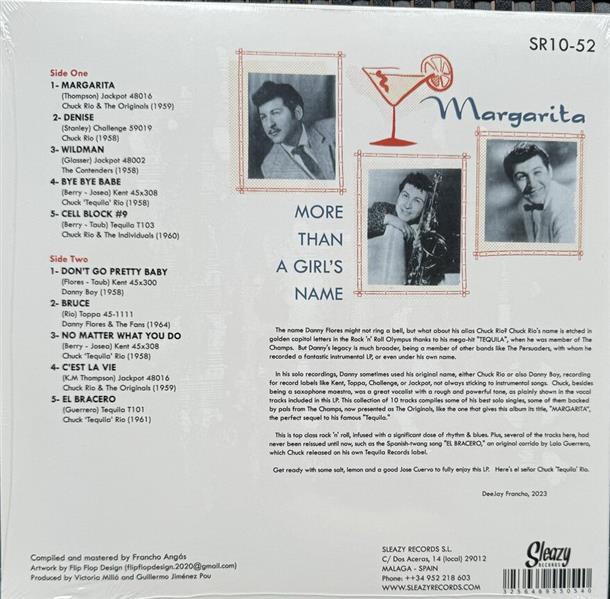 SR10-52
Margarita
MORE
THAN
A GIRL'S
NAME
Side One
1- MARGARITA
(Thompson) Jackpot 48016
Chuck Rio & The Originals (1959)
2- DENISE
(Stanley) Challenge 59019
Chuck Rio (1958)
3- WILDMAN
(Glasser) Jackpot 48002
The Contenders (1958)
4- BYE BYE BABE
(Berry - Josea) Kent 45x308
Chuck 'Tequila' Rio (1958)
5- CELL BLOCK #9
(Berry - Taub) Tequila T103
Chuck Rio & The Individuals (1960)
Side Two
1- DON'T GO PRETTY BABY
(Flores - Taub) Kent 45x300
Danny Boy (1958)
2- BRUCE
(Rio) Toppa 45-1111
Danny Flores & The Fans (1964)
3- NO MATTER WHAT YOU DO
(Berry - Josea) Kent 45x308
Chuck 'Tequila' Rio (1958)
4- C'EST LA VIE
(K.M Thompson) Jackpot 48016
Chuck Rio & The Originals (1959)
5- EL BRACERO
(Guerrero) Tequila T101
Chuck 'Tequila' Rio (1961)
The name Danny Flores might not ring a bell, but what about his alias Chuck Rio? Chuck Rio's name is etched in
golden capital letters in the Rock 'n' Roll Olympus thanks to his mega-hit "TEQUILA", when he was member of The
Champs. But Danny's legacy is much broader, being a member of other bands like The Persuaders, with whom he
recorded a fantastic instrumental LP, or even under his own name.
In his solo recordings, Danny sometimes used his original name, either Chuck Rio or also Danny Boy, recording
for record labels like Kent, Toppa, Challenge, or Jackpot, not always sticking to instrumental songs. Chuck, besides
being a saxophone maestro, was a great vocalist with a rough and powerful tone, as plainly shown in the vocal
tracks included in this LP. This collection of 10 tracks compiles some of his best solo singles, some of them backed
by pals from The Champs, now presented as The Originals, like the one that gives this album its title, "MARGARITA",
the perfect sequel to his famous "Tequila."
This is top class rock 'n' roll, infused with a significant dose of rhythm & blues. Plus, several of the tracks here, had
never been reissued until now, such as the Spanish-twang song "EL BRACERO," an original corrido by Lalo Guerrero,
which Chuck released on his own Tequila Records label.
Get ready with some salt, lemon and a good Jose Cuervo to fully enjoy this LP. Here's el señor Chuck 'Tequila' Rio.
DeeJay Francho, 2023
Compiled and mastered by Francho Angás
Artwork by Flip Flop Design (flipflopdesign.2020@gmail.com)
Produced by Victoria Millá and Guillermo Jiménez Pou
SLEAZY RECORDS S.L.
C/ Dos Aceras, 14 (local) 29012
MALAGA - SPAIN
Phone: ++34 952 218 603
WWW.SLEAZYRECORDS.COM
Sleazy
RECORDS
3256468550540